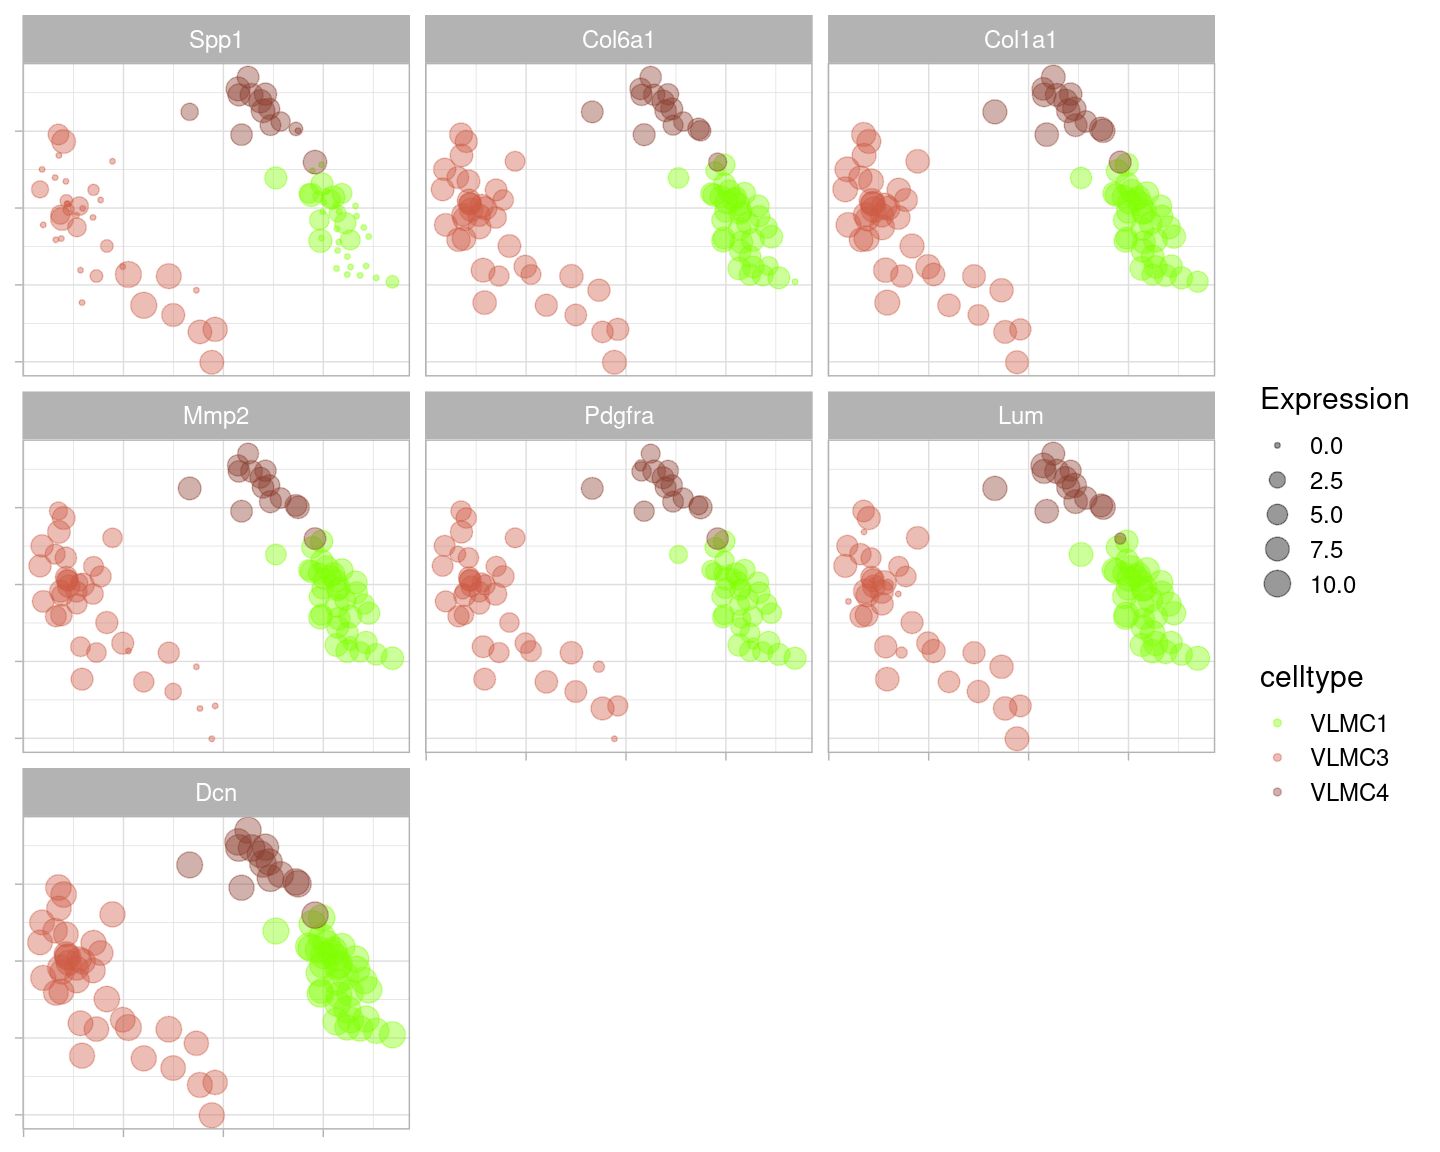 Spp1
Col6a1
Col1a1
Mmp2
Pdgfra
Lum
Dcn
Expression
0.0
2.5
5.0
7.5
10.0
celltype
VLMC1
VLMC3
VLMC4